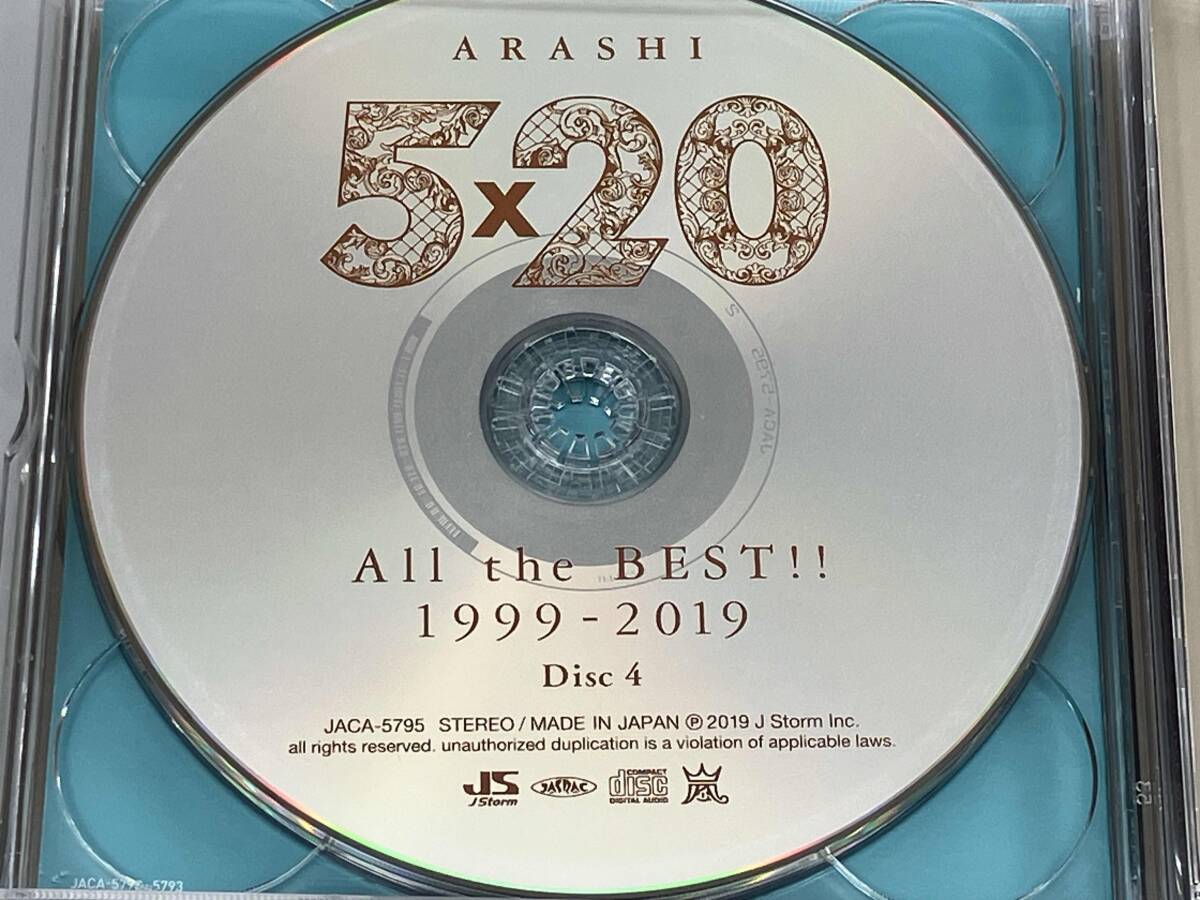 ARASHI
5x20
All the BEST!!
1999-2019
Disc 4
JACA-5795 STEREO / MADE IN JAPAN Ⓟ 2019 J Storm Inc.
all rights reserved. unauthorized duplication is a violation of applicable laws.
JS
J Storm
JASRAC
COMPACT
disc
DIGITAL AUDIO
嵐